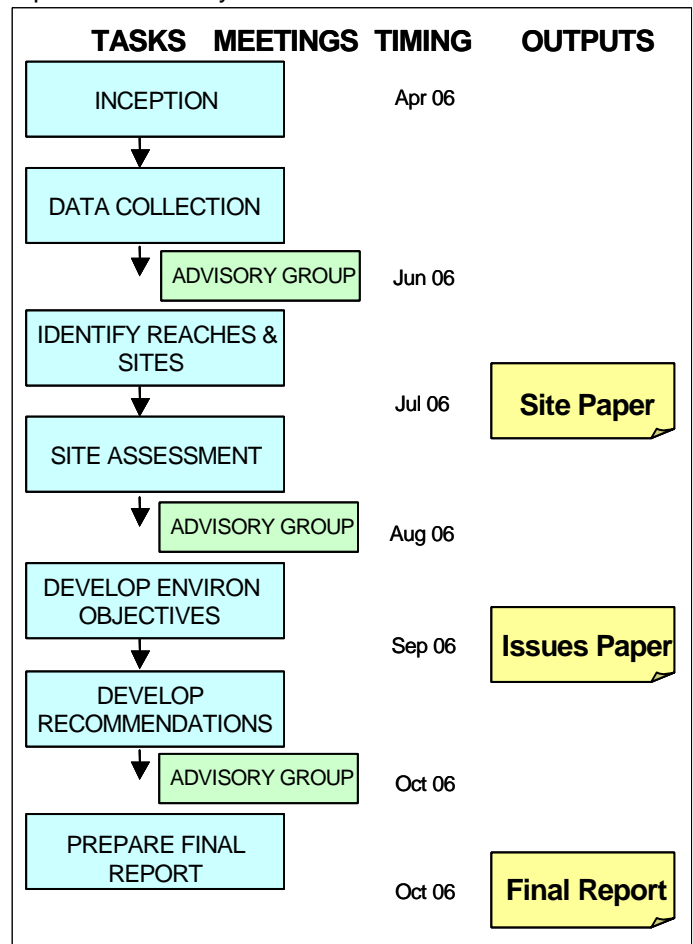 TASKS MEETINGS TIMING OUTPUTS
INCEPTION
Apr 06
DATA COLLECTION
ADVISORY GROUP
Jun 06
IDENTIFY REACHES &
SITES
Jul 06
Site Paper
SITE ASSESSMENT
ADVISORY GROUP
Aug 06
DEVELOP ENVIRON
OBJECTIVES
Sep 06
Issues Paper
DEVELOP
RECOMMENDATIONS
ADVISORY GROUP
Oct 06
PREPARE FINAL
REPORT
Oct 06
Final Report